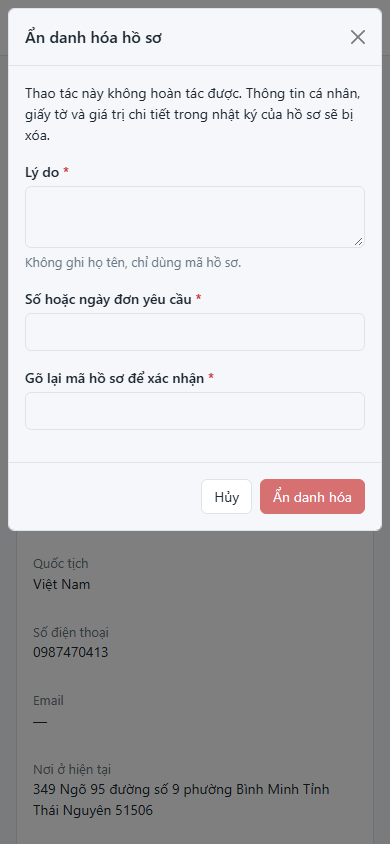 Ẩn danh hóa hồ sơ
Thao tác này không hoàn tác được. Thông tin cá nhân,
giấy tờ và giá trị chi tiết trong nhật ký của hồ sơ sẽ bị
xóa.
Lý do *
Không ghi họ tên, chỉ dùng mã hồ sơ.
Số hoặc ngày đơn yêu cầu *
Gõ lại mã hồ sơ để xác nhận *
Hủy
Ẩn danh hóa
Quốc tịch
Việt Nam
Số điện thoại
0987470413
Email
—
Nơi ở hiện tại
349 Ngõ 95 đường số 9 phường Bình Minh Tỉnh
Thái Nguyên 51506